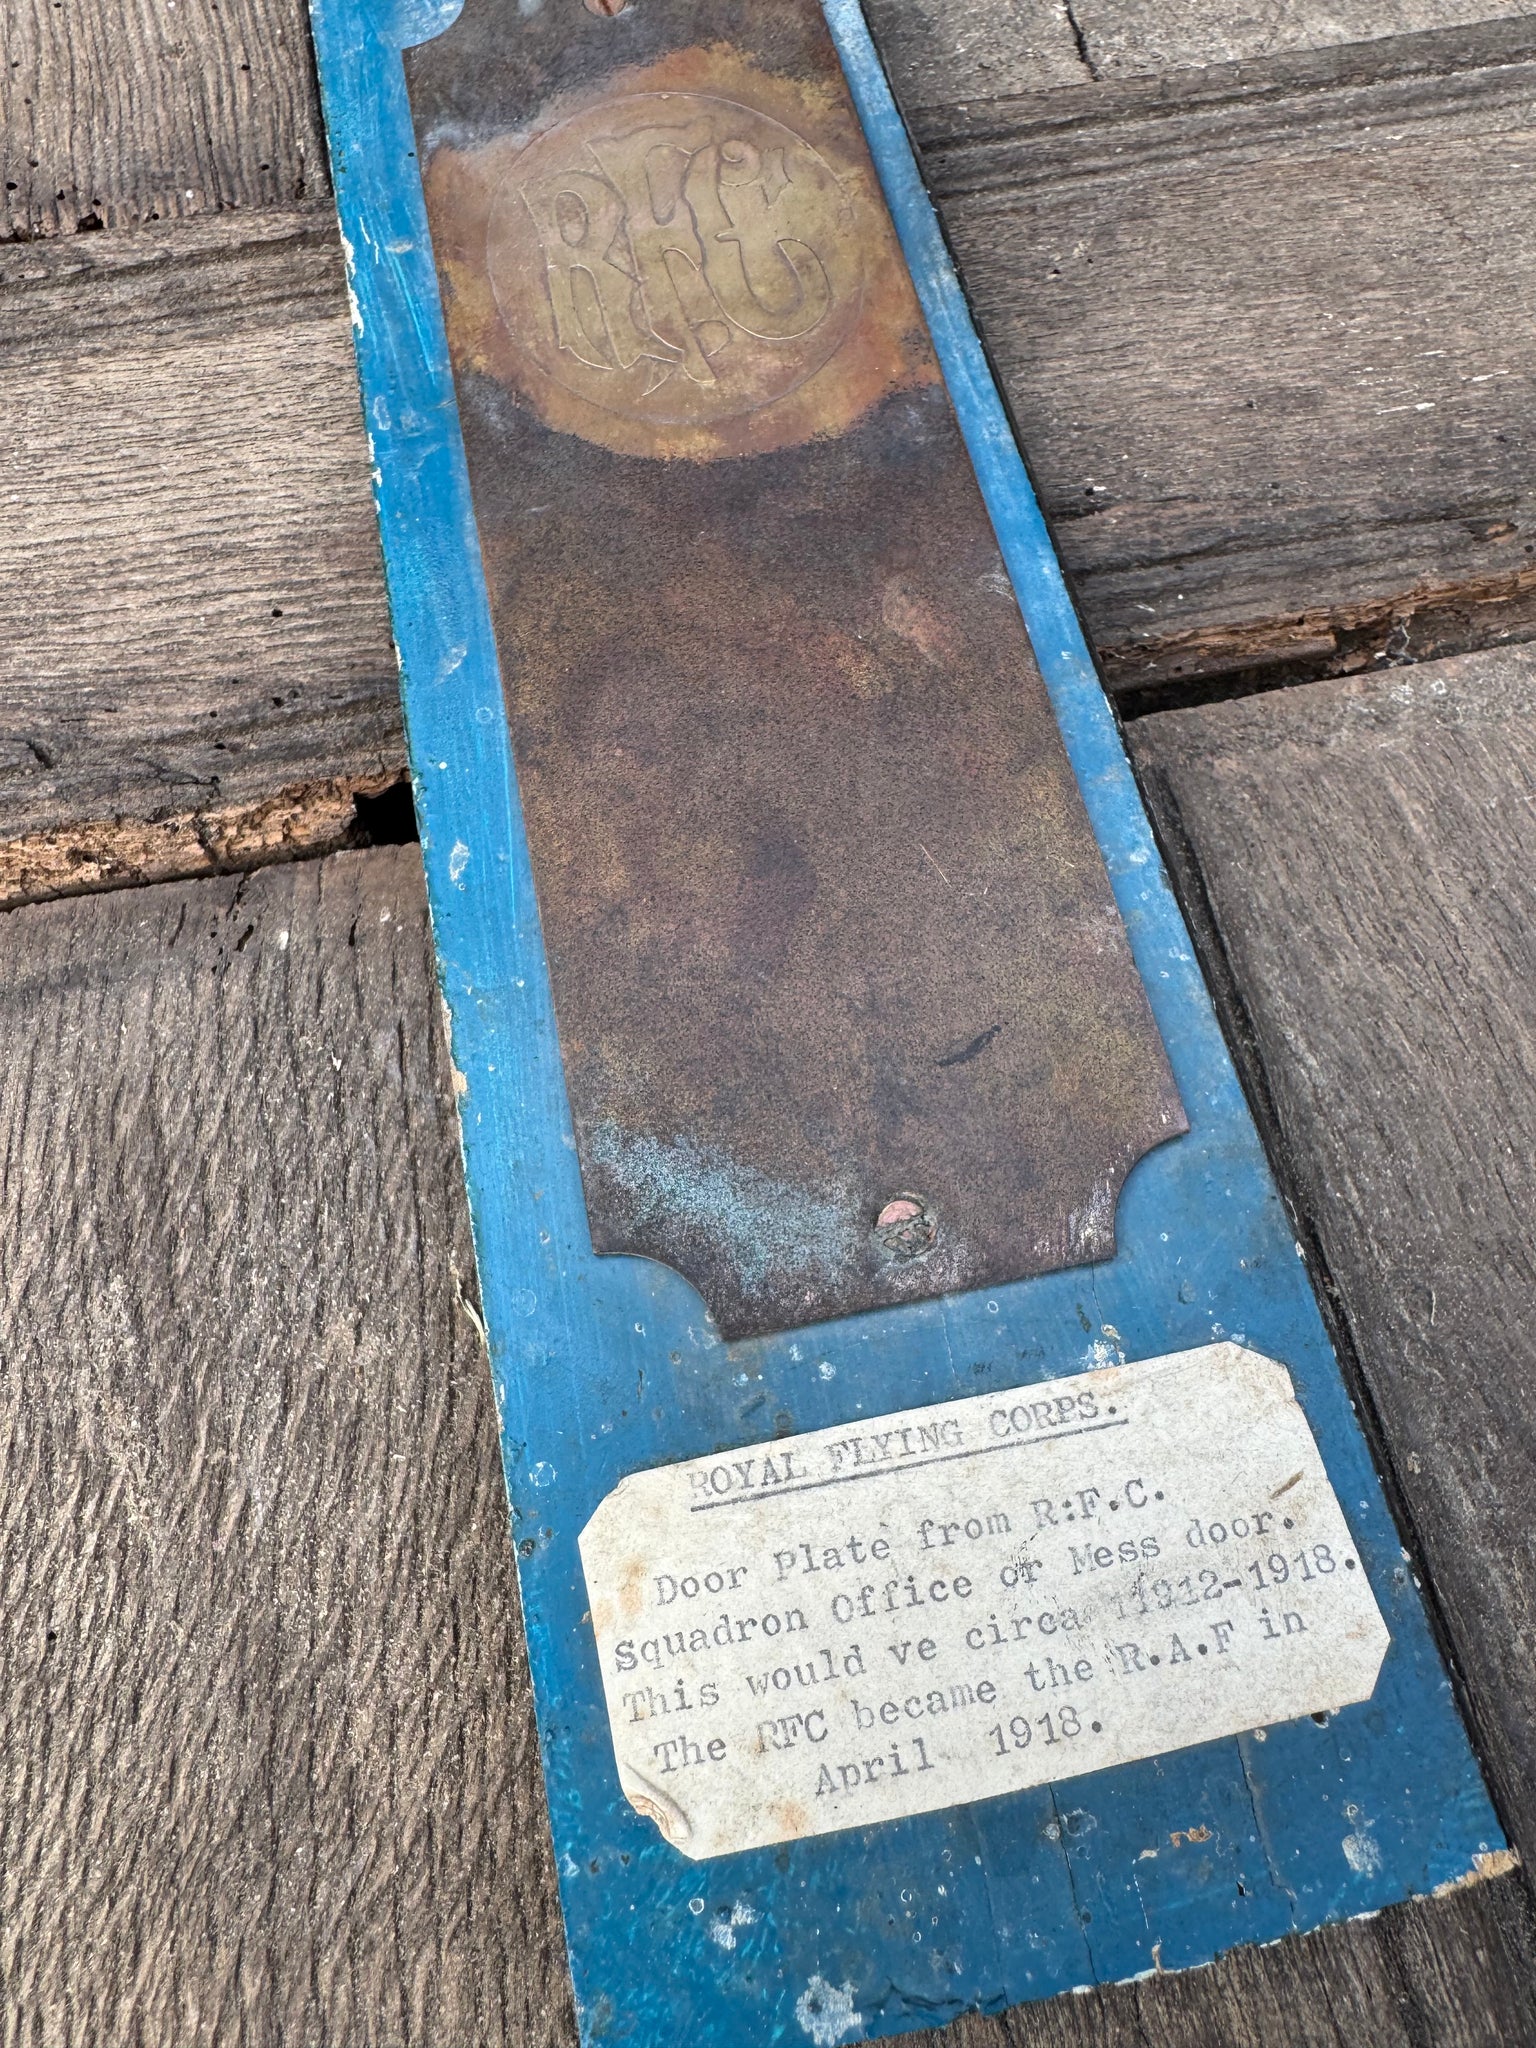 RFC
ROYAL FLYING CORPS.
Door Plate from R:F.C.
Squadron Office or Mess door.
This would ve circa 1912-1918.
The RFC became the R.A.F in
April 1918.